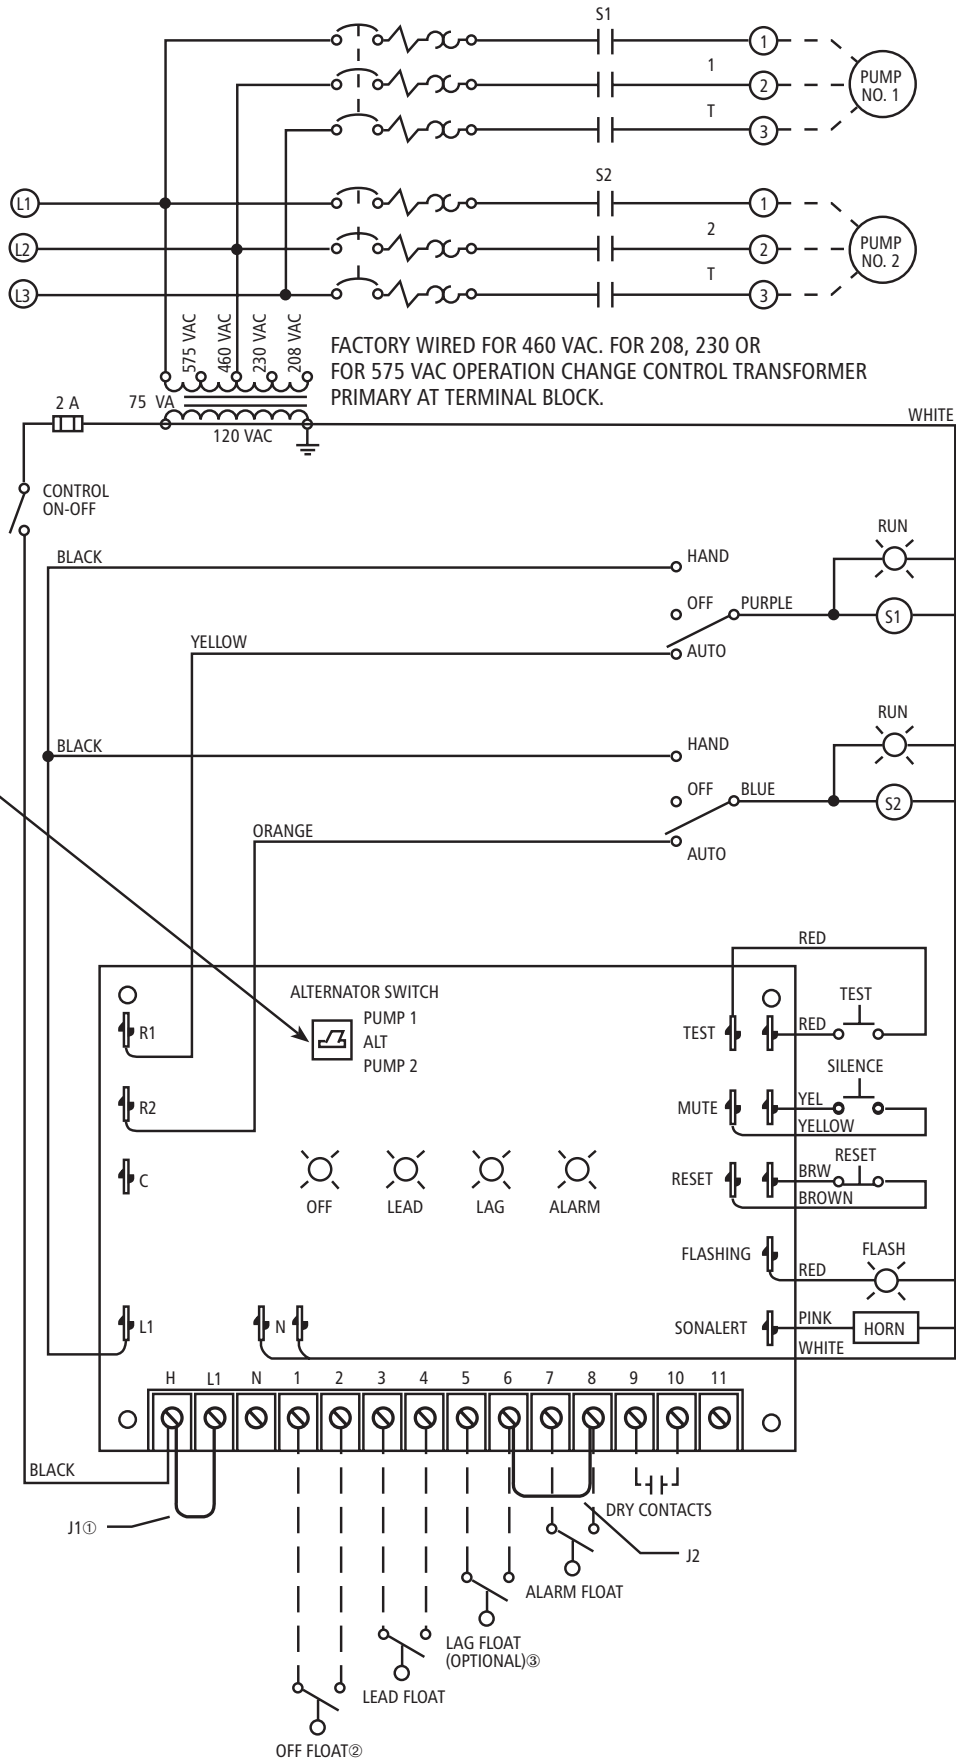 S1
1
1
2
PUMP
NO. 1
T
3
L1
S2
1
L2
2
2
PUMP
NO. 2
L3
T
3
575 VAC
460 VAC
230 VAC
208 VAC
FACTORY WIRED FOR 460 VAC. FOR 208, 230 OR
FOR 575 VAC OPERATION CHANGE CONTROL TRANSFORMER
PRIMARY AT TERMINAL BLOCK.
2 A
75 VA
120 VAC
WHITE
CONTROL
ON-OFF
RUN
BLACK
HAND
OFF
PURPLE
S1
YELLOW
AUTO
RUN
BLACK
HAND
OFF
BLUE
S2
ORANGE
AUTO
RED
ALTERNATOR SWITCH
TEST
R1
PUMP 1
ALT
PUMP 2
TEST
RED
SILENCE
R2
MUTE
YEL
YELLOW
RESET
C
RESET
BRW
BROWN
OFF
LEAD
LAG
ALARM
FLASHING
FLASH
RED
L1
N
SONALERT
PINK
HORN
WHITE
H L1 N 1 2 3 4 5 6 7 8 9 10 11
BLACK
DRY CONTACTS
J1①
J2
ALARM FLOAT
LAG FLOAT
(OPTIONAL)③
LEAD FLOAT
OFF FLOAT②